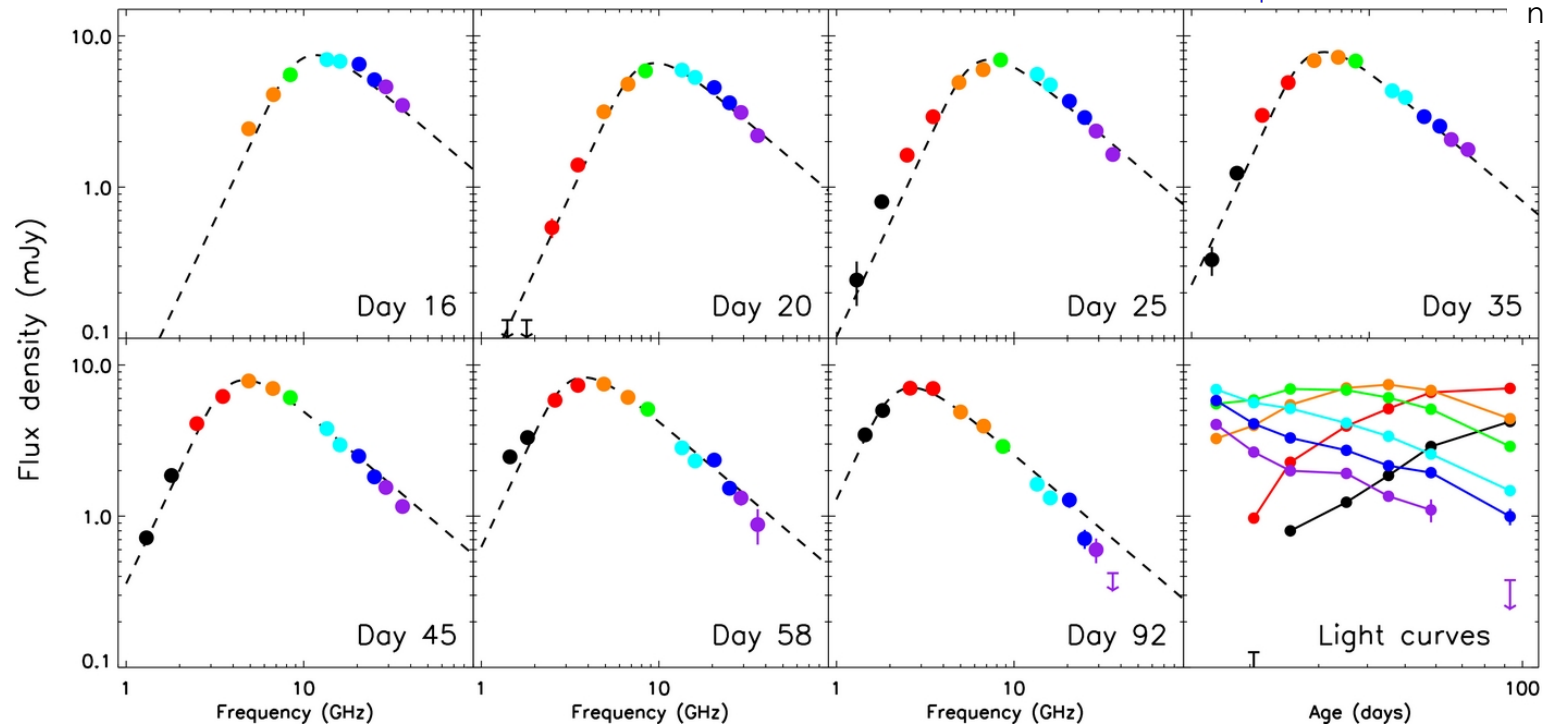 n
10.0
1.0
0.1
Day 16
Day 20
Day 25
Day 35
Flux density (mJy)
10.0
1.0
0.1
Day 45
Day 58
Day 92
Light curves
1 10 1 10 1 10 100
Frequency (GHz) Frequency (GHz) Frequency (GHz) Age (days)